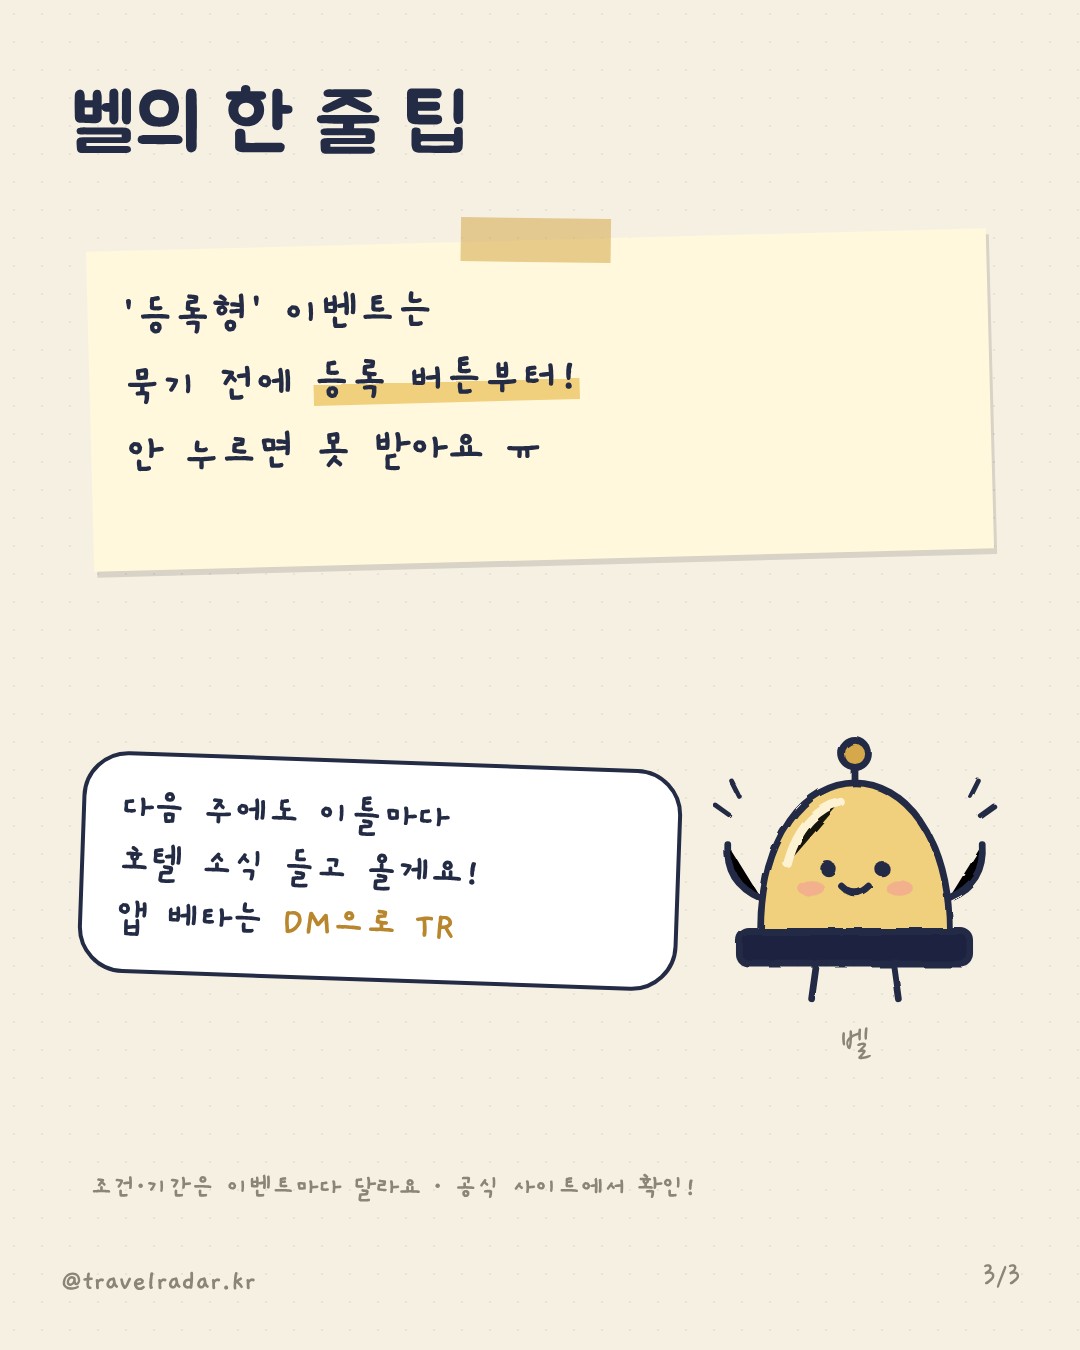 벨의 한 줄 팁
'등록형' 이벤트는
묵기 전에 등록 버튼부터!
안 누르면 못 받아요 ㅠ
다음 주에도 이틀마다
호텔 소식 들고 올게요!
앱 베타는 DM으로 TR
벨
조건·기간은 이벤트마다 달라요 · 공식 사이트에서 확인!
@travelradar.kr
3/3